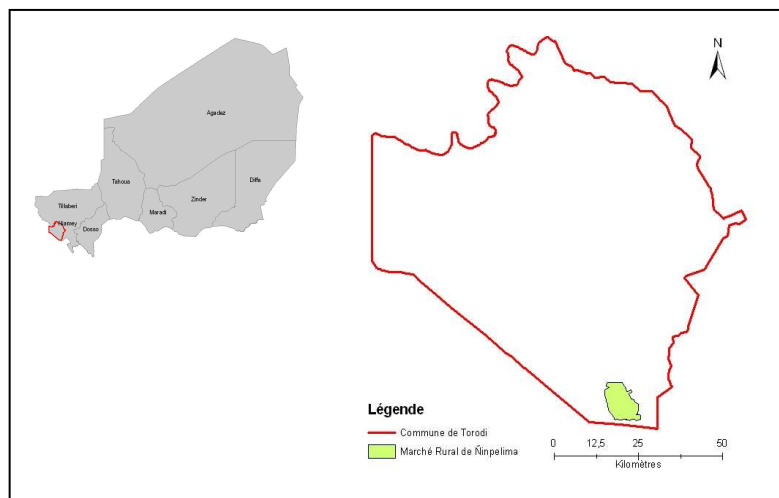 N
Agadez
Tahoua
Diffa
Zinder
Maradi
Tillaberi
Niamey
Dosso
Légende
Commune de Torodi
Marché Rural de Ñinpelima
0 12,5 25 50
Kilomètres